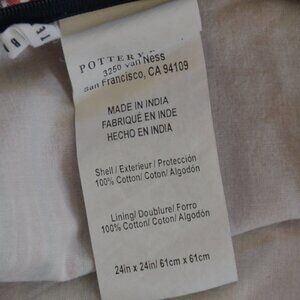 POTTERY
3250 Van Ness
San Francisco, CA 94109
MADE IN INDIA
FABRIQUÉ EN INDE
HECHO EN INDIA
Shell / Exterieur / Protección
100% Cotton/ Coton/ Algodón
Lining/ Doublure/ Forro
100% Cotton/ Coton/ Algodón
24in x 24in/ 61cm x 61cm